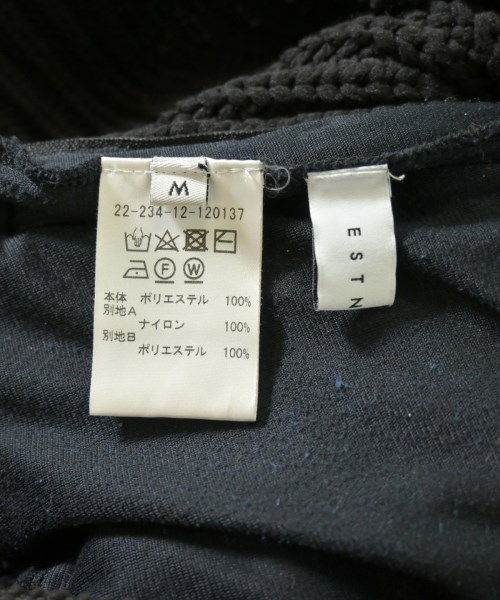 M
22-234-12-120137
F W
本体 ポリエステル 100%
別地A
ナイロン 100%
別地B
ポリエステル 100%
EST N